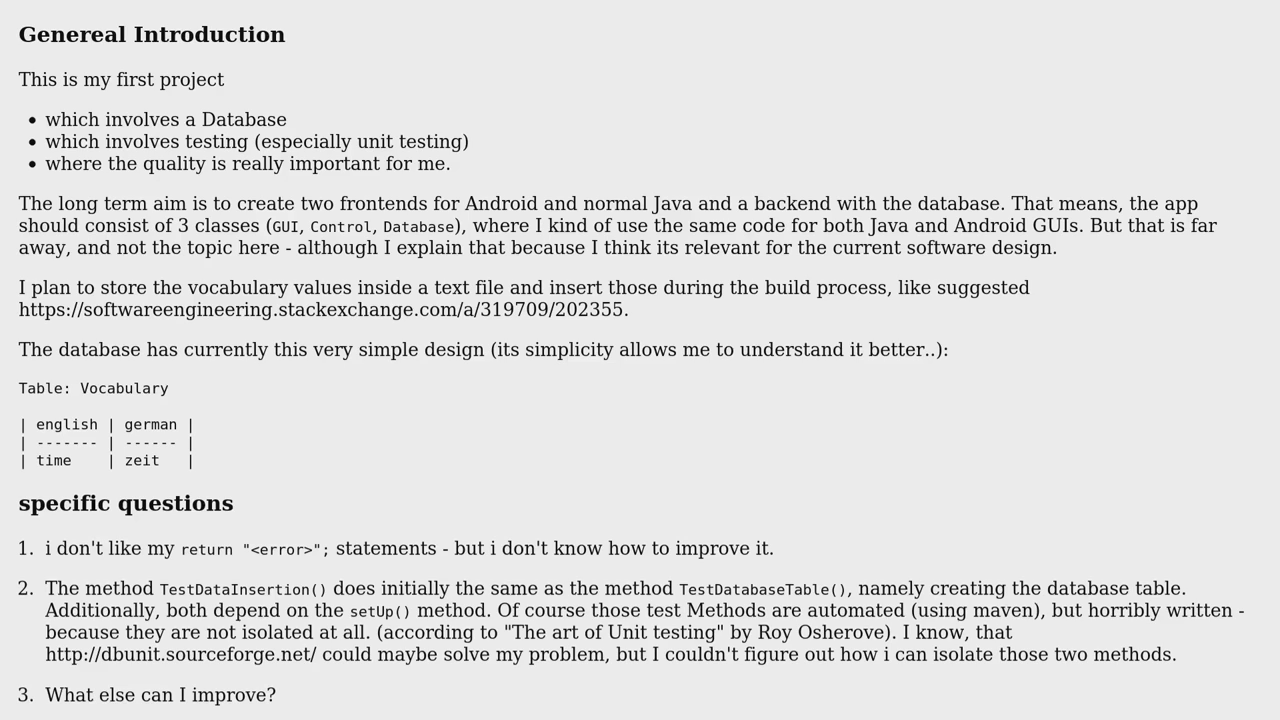 Genereal Introduction
This is my first project
• which involves a Database
• which involves testing (especially unit testing)
• where the quality is really important for me.
The long term aim is to create two frontends for Android and normal Java and a backend with the database. That means, the app
should consist of 3 classes (GUI, Control, Database), where I kind of use the same code for both Java and Android GUIs. But that is far
away, and not the topic here - although I explain that because I think its relevant for the current software design.
I plan to store the vocabulary values inside a text file and insert those during the build process, like suggested
https://softwareengineering.stackexchange.com/a/319709/202355.
The database has currently this very simple design (its simplicity allows me to understand it better..):
Table: Vocabulary
| english | german |
| ------- | ------ |
| time    | zeit   |
specific questions
1. i don't like my return "<error>"; statements - but i don't know how to improve it.
2. The method TestDataInsertion() does initially the same as the method TestDatabaseTable(), namely creating the database table.
Additionally, both depend on the setUp() method. Of course those test Methods are automated (using maven), but horribly written -
because they are not isolated at all. (according to "The art of Unit testing" by Roy Osherove). I know, that
http://dbunit.sourceforge.net/ could maybe solve my problem, but I couldn't figure out how i can isolate those two methods.
3. What else can I improve?